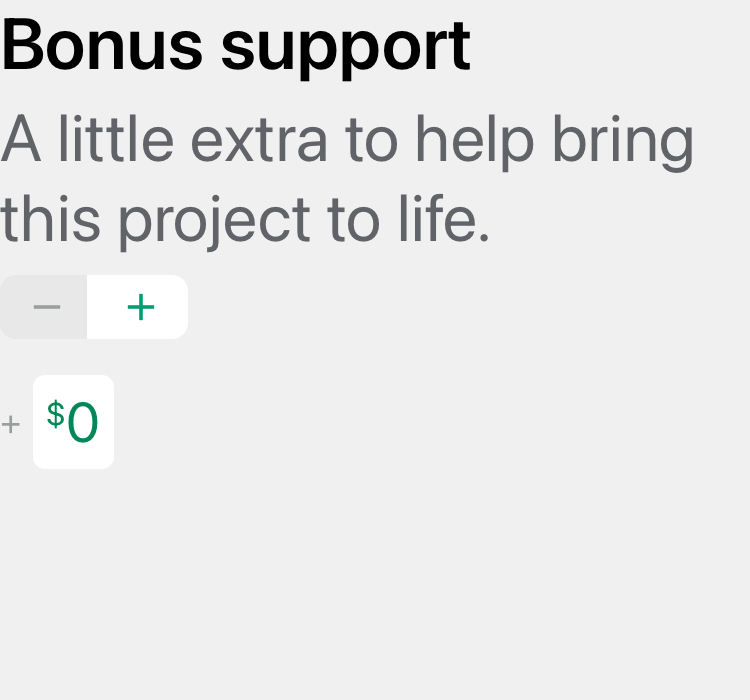 Bonus support
A little extra to help bring
this project to life.
− +
+ $0